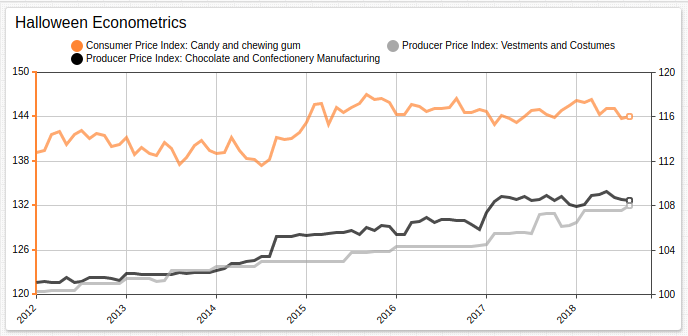 Halloween Econometrics
Consumer Price Index: Candy and chewing gum
Producer Price Index: Vestments and Costumes
Producer Price Index: Chocolate and Confectionery Manufacturing
150 120
144 116
138 112
132 108
126 104
120 100
2012 2013 2014 2015 2016 2017 2018